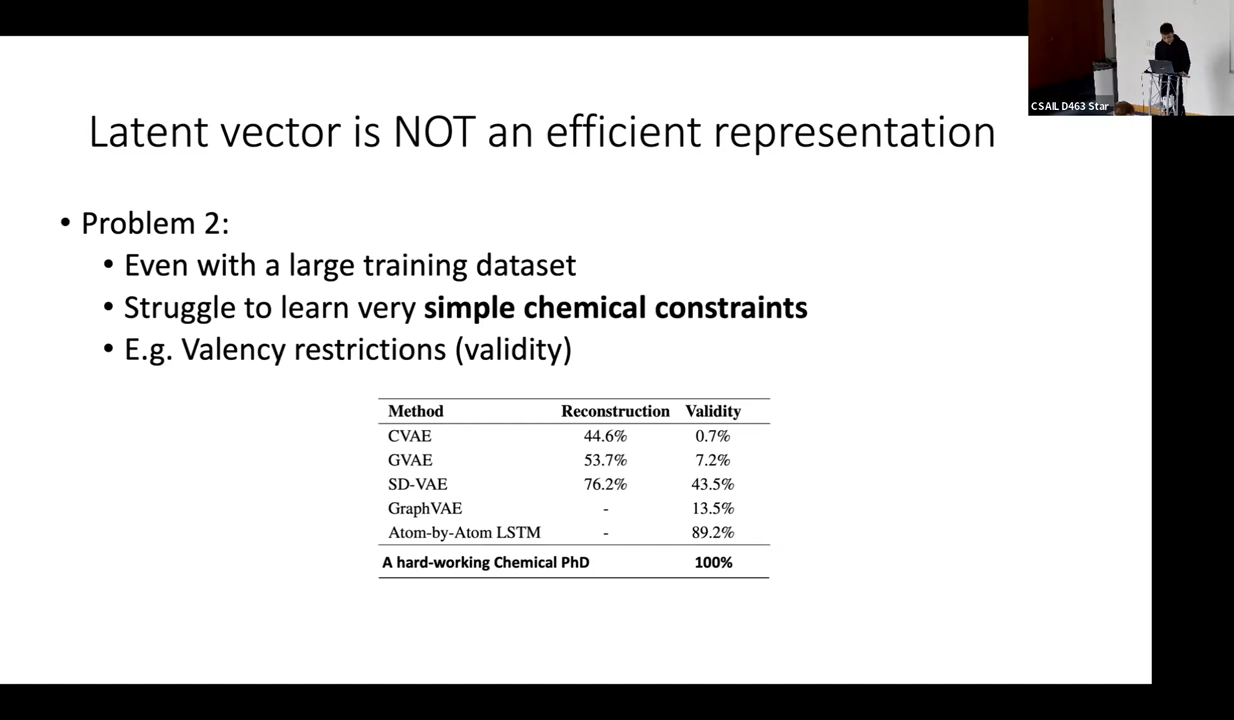 CSAIL D463 Star
Latent vector is NOT an efficient representation
• Problem 2:
• Even with a large training dataset
• Struggle to learn very simple chemical constraints
• E.g. Valency restrictions (validity)
Method Reconstruction Validity
CVAE 44.6% 0.7%
GVAE 53.7% 7.2%
SD-VAE 76.2% 43.5%
GraphVAE - 13.5%
Atom-by-Atom LSTM - 89.2%
A hard-working Chemical PhD 100%